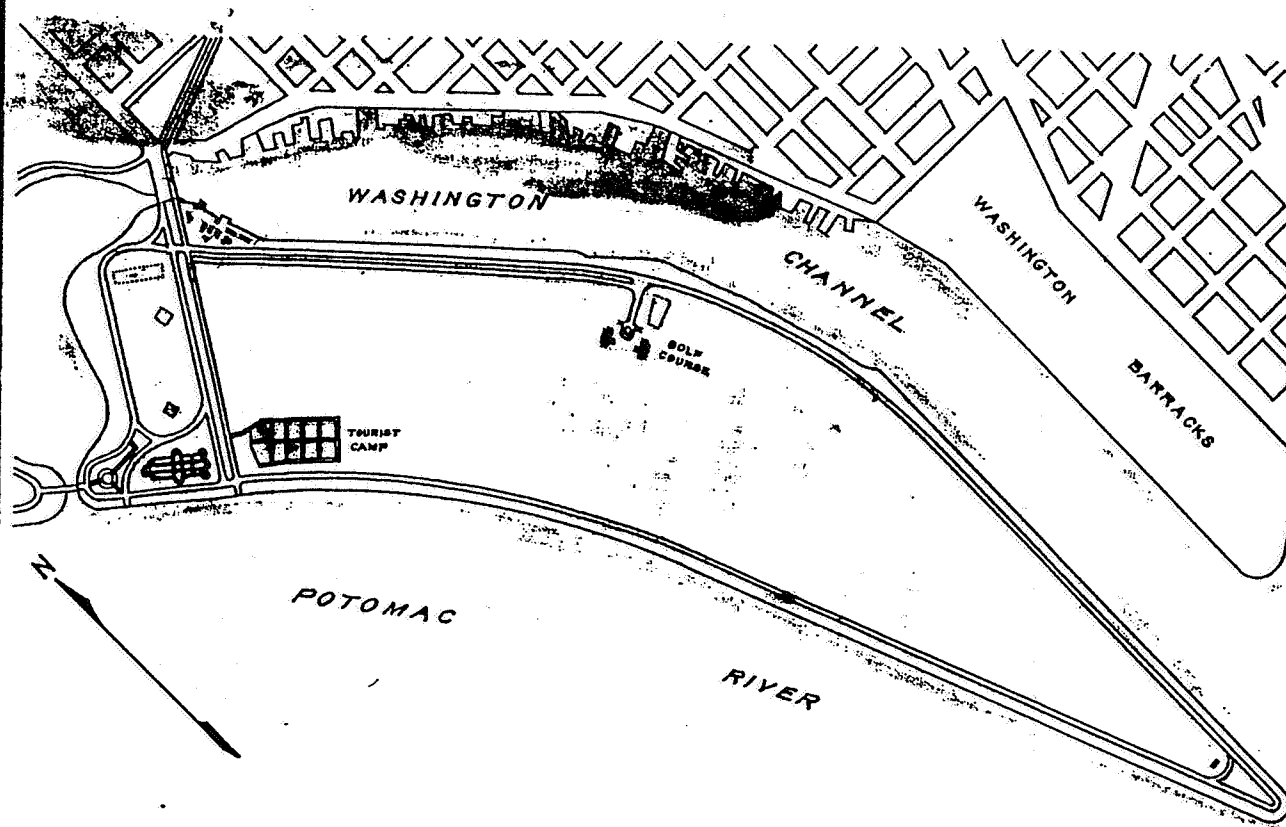 WASHINGTON
CHANNEL
WASHINGTON
BARRACKS
GOLF
COURSE
TOURIST
CAMP
N
POTOMAC
RIVER